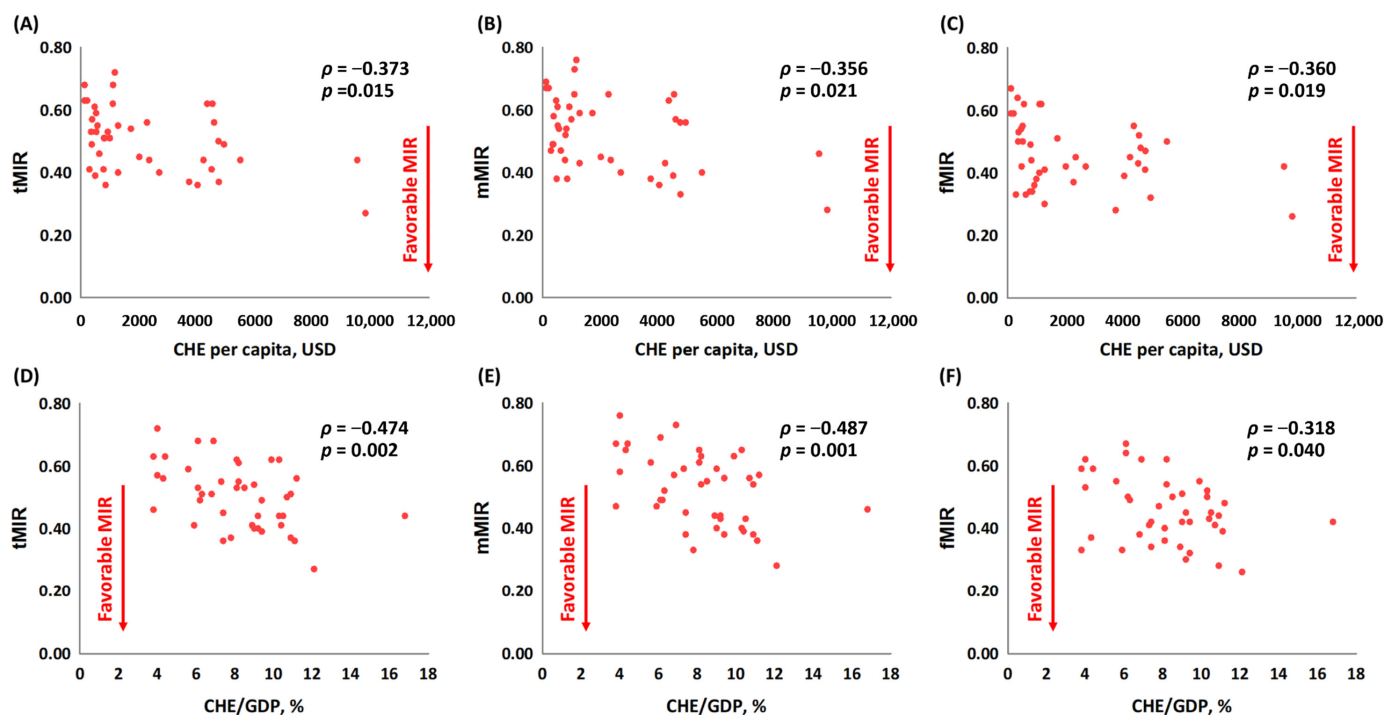 (A)
0.80
0.60
0.40
0.20
0.00
tMIR
ρ = −0.373
p =0.015
Favorable MIR
0 2000 4000 6000 8000 10,000 12,000
CHE per capita, USD
(B)
0.80
0.60
0.40
0.20
0.00
mMIR
ρ = −0.356
p = 0.021
Favorable MIR
0 2000 4000 6000 8000 10,000 12,000
CHE per capita, USD
(C)
0.80
0.60
0.40
0.20
0.00
fMIR
ρ = −0.360
p = 0.019
Favorable MIR
0 2000 4000 6000 8000 10,000 12,000
CHE per capita, USD
(D)
0.80
0.60
0.40
0.20
0.00
tMIR
ρ = −0.474
p = 0.002
Favorable MIR
0 2 4 6 8 10 12 14 16 18
CHE/GDP, %
(E)
0.80
0.60
0.40
0.20
0.00
mMIR
ρ = −0.487
p = 0.001
Favorable MIR
0 2 4 6 8 10 12 14 16 18
CHE/GDP, %
(F)
0.80
0.60
0.40
0.20
0.00
fMIR
ρ = −0.318
p = 0.040
Favorable MIR
0 2 4 6 8 10 12 14 16 18
CHE/GDP, %